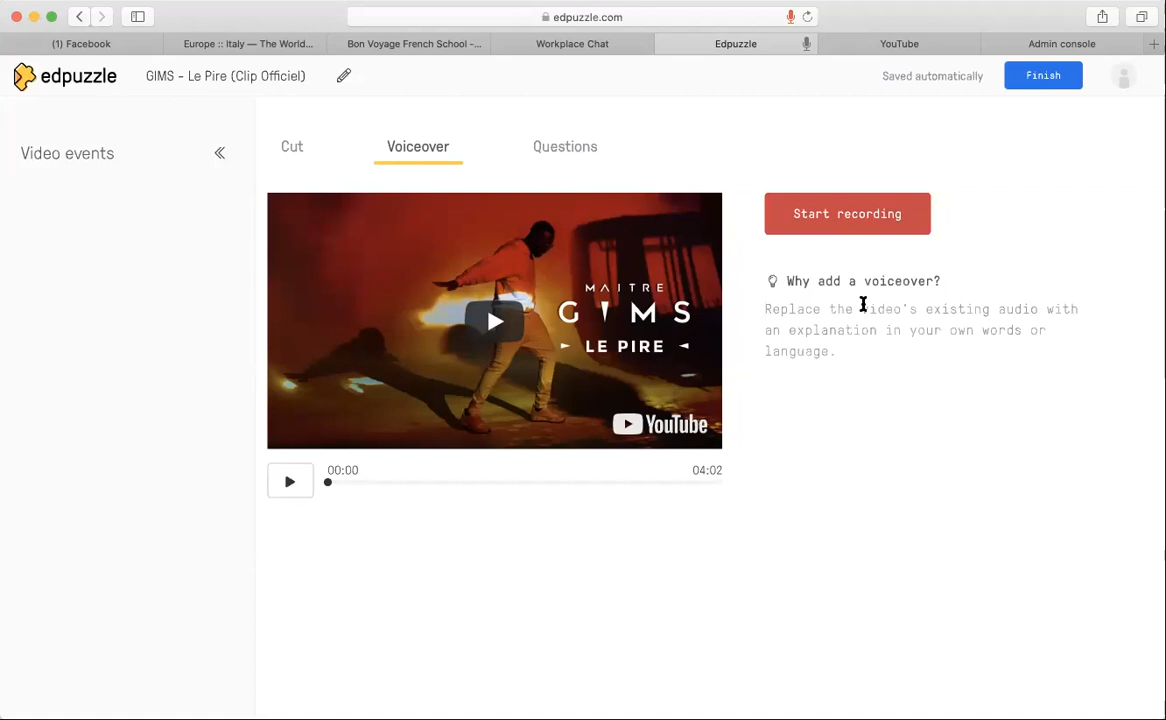 edpuzzle.com
(1) Facebook
Europe :: Italy — The World...
Bon Voyage French School -...
Workplace Chat
Edpuzzle
YouTube
Admin console
edpuzzle
GIMS - Le Pire (Clip Officiel)
Saved automatically
Finish
Video events
Cut
Voiceover
Questions
MAITRE
GIMS
LE PIRE
YouTube
00:00
04:02
Start recording
Why add a voiceover?
Replace the video's existing audio with
an explanation in your own words or
language.